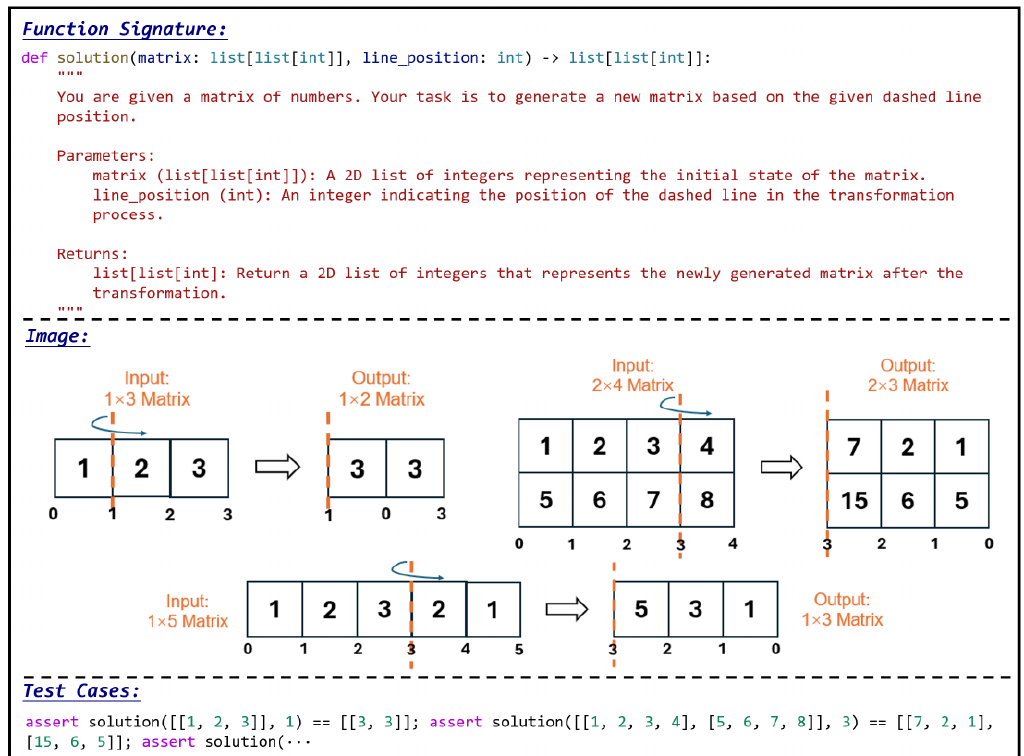 Function Signature:
def solution(matrix: list[list[int]], line_position: int) -> list[list[int]]:
"""
You are given a matrix of numbers. Your task is to generate a new matrix based on the given dashed line
position.
Parameters:
matrix (list[list[int]]): A 2D list of integers representing the initial state of the matrix.
line_position (int): An integer indicating the position of the dashed line in the transformation
process.
Returns:
list[list[int]: Return a 2D list of integers that represents the newly generated matrix after the
transformation.
"""
Image:
Input:
1×3 Matrix
1 2 3
0 1 2 3
Output:
1×2 Matrix
3 3
1 0 3
Input:
2×4 Matrix
1 2 3 4
5 6 7 8
0 1 2 3 4
Output:
2×3 Matrix
7 2 1
15 6 5
3 2 1 0
Input:
1×5 Matrix
1 2 3 2 1
0 1 2 3 4 5
5 3 1
3 2 1 0
Output:
1×3 Matrix
Test Cases:
assert solution([[1, 2, 3]], 1) == [[3, 3]]; assert solution([[1, 2, 3, 4], [5, 6, 7, 8]], 3) == [[7, 2, 1],
[15, 6, 5]]; assert solution(···